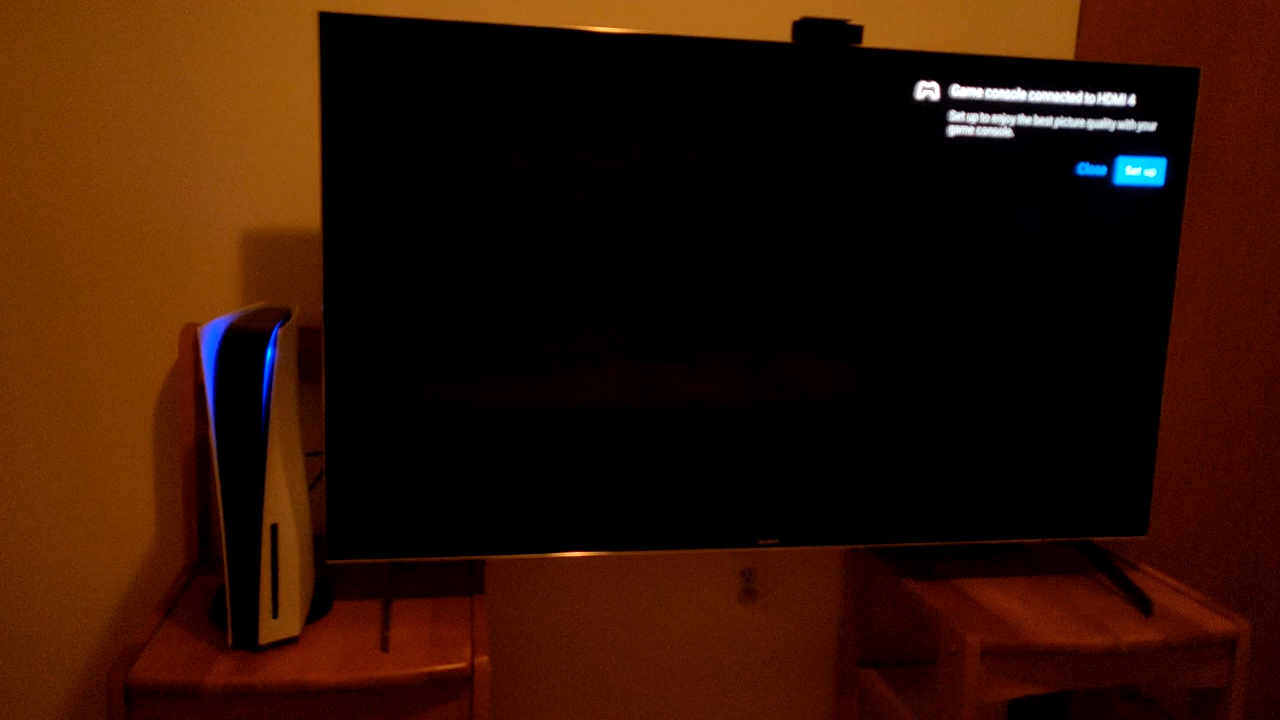 Game console connected to HDMI 4
Set up to enjoy the best picture quality with your
game console.
Close
Set up